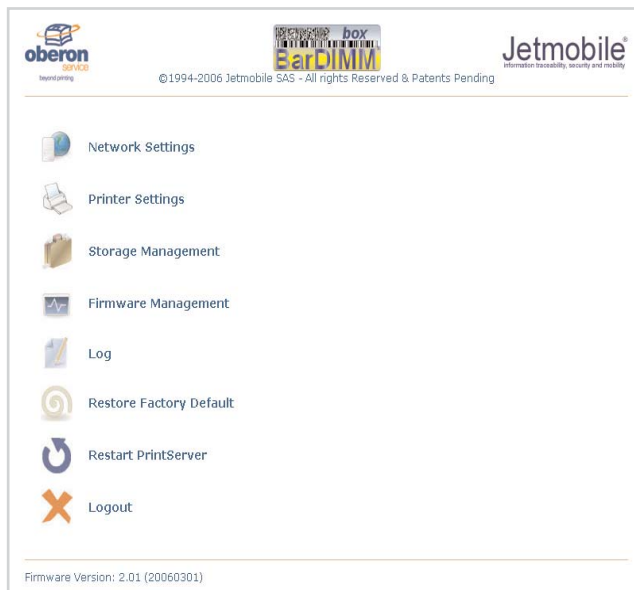 oberon
service
beyond printing
box
BarDIMM
©1994-2006 Jetmobile SAS - All rights Reserved & Patents Pending
Jetmobile®
information traceability, security and mobility
Network Settings
Printer Settings
Storage Management
Firmware Management
Log
Restore Factory Default
Restart PrintServer
Logout
Firmware Version: 2.01 (20060301)